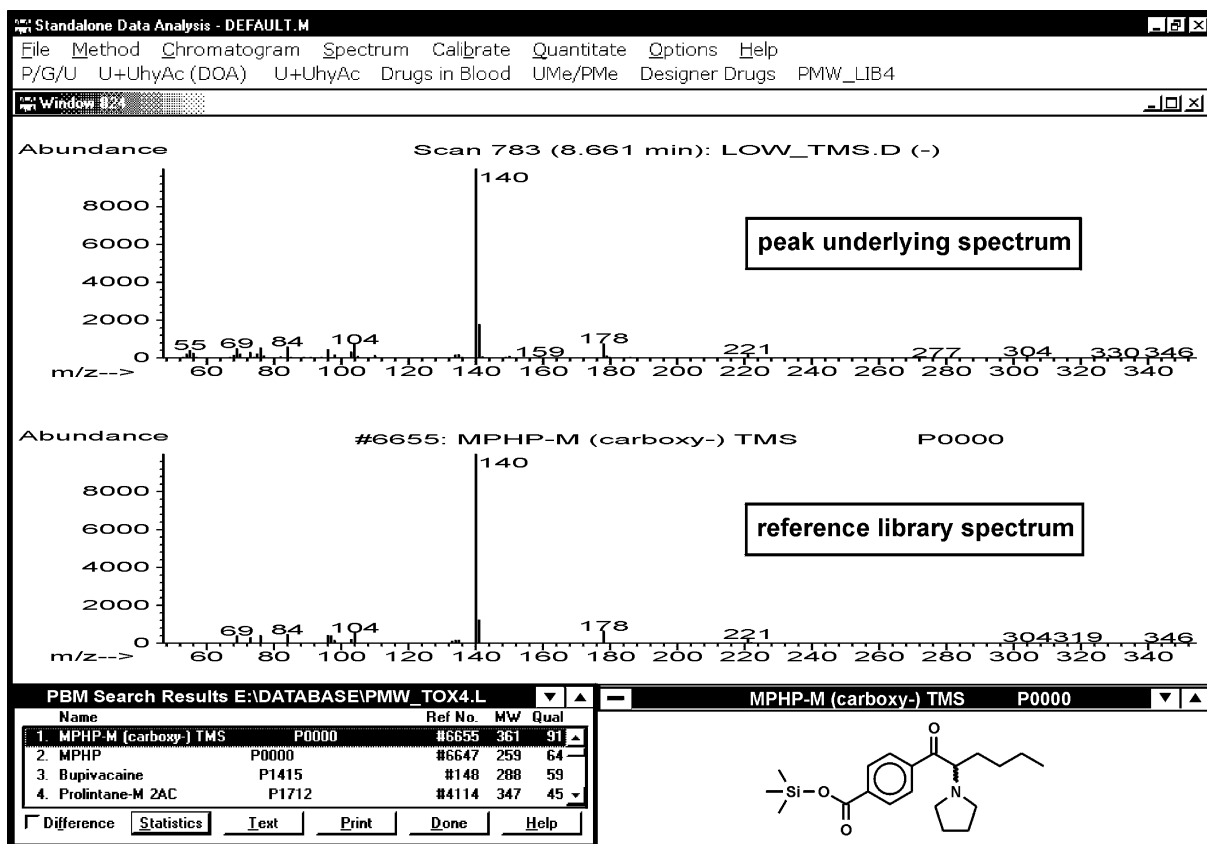 Standalone Data Analysis - DEFAULT.M
File Method Chromatogram Spectrum Calibrate Quantitate Options Help
P/G/U U+UhyAc (DOA) U+UhyAc Drugs in Blood UMe/PMe Designer Drugs PMW_LIB4
Window #24
Abundance Scan 783 (8.661 min): LOW_TMS.D (-)
140
8000
6000
peak underlying spectrum
4000
2000
55 69 84 104 159 178 221 277 304 330 346
0
m/z--> 60 80 100 120 140 160 180 200 220 240 260 280 300 320 340
Abundance #6655: MPHP-M (carboxy-) TMS P0000
140
8000
6000
reference library spectrum
4000
2000
69 84 104 178 221 304 319 346
0
m/z--> 60 80 100 120 140 160 180 200 220 240 260 280 300 320 340
PBM Search Results E:\DATABASE\PMW_TOX4.L
Name Ref No. MW Qual
1. MPHP-M (carboxy-) TMS P0000 #6655 361 91
2. MPHP P0000 #6647 259 64
3. Bupivacaine P1415 #148 288 59
4. Prolintane-M 2AC P1712 #4114 347 45
Difference Statistics Text Print Done Help
MPHP-M (carboxy-) TMS P0000
O
Si O
N
O